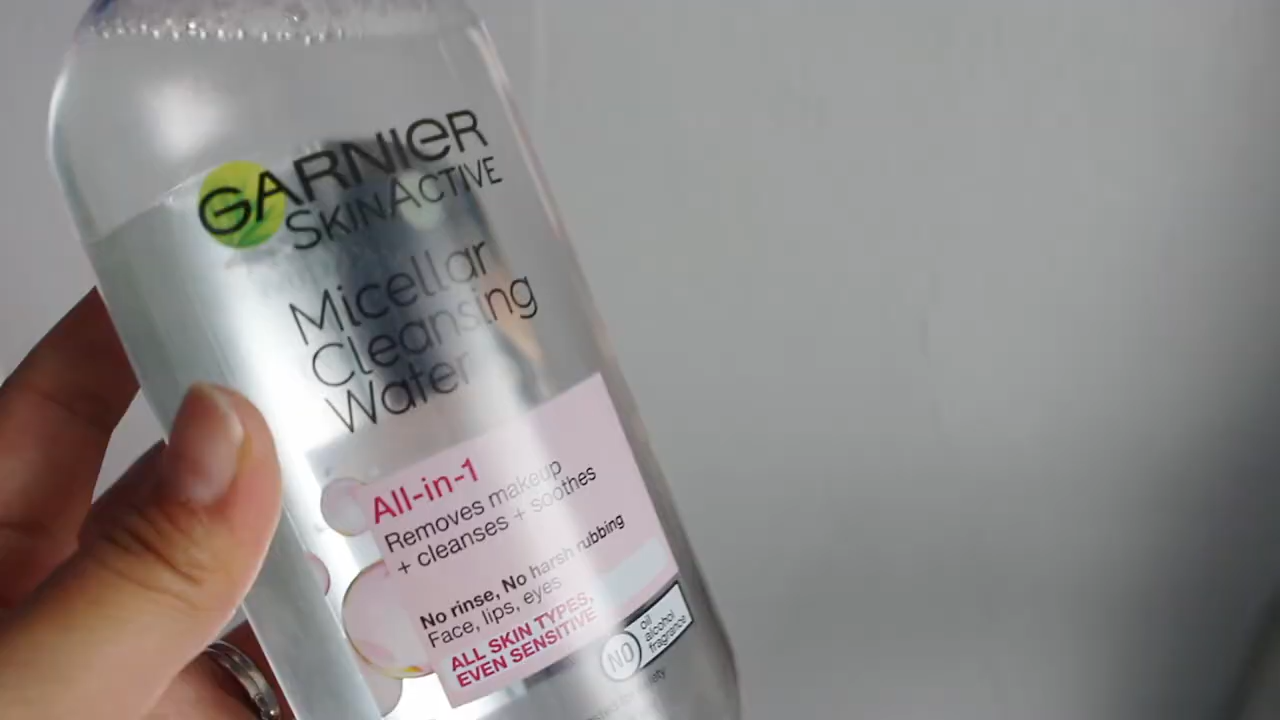 GARNIER
SKINACTIVE
Micellar
Cleansing
Water
All-in-1
Removes makeup
+ cleanses + soothes
No rinse, No harsh rubbing
Face, lips, eyes
ALL SKIN TYPES,
EVEN SENSITIVE
NO
oil
alcohol
fragrance